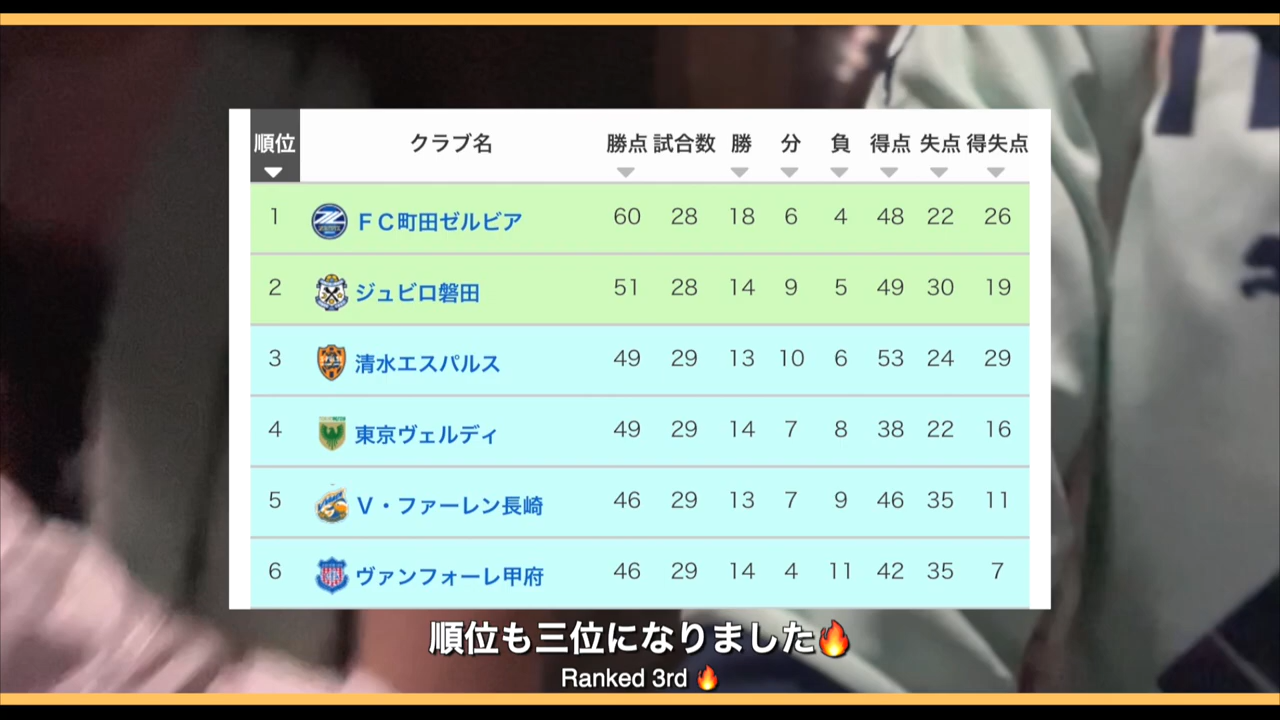 順位 クラブ名 勝点 試合数 勝 分 負 得点 失点 得失点
1 ＦＣ町田ゼルビア 60 28 18 6 4 48 22 26
2 ジュビロ磐田 51 28 14 9 5 49 30 19
3 清水エスパルス 49 29 13 10 6 53 24 29
4 東京ヴェルディ 49 29 14 7 8 38 22 16
5 Ｖ・ファーレン長崎 46 29 13 7 9 46 35 11
6 ヴァンフォーレ甲府 46 29 14 4 11 42 35 7
順位も三位になりました🔥
Ranked 3rd 🔥